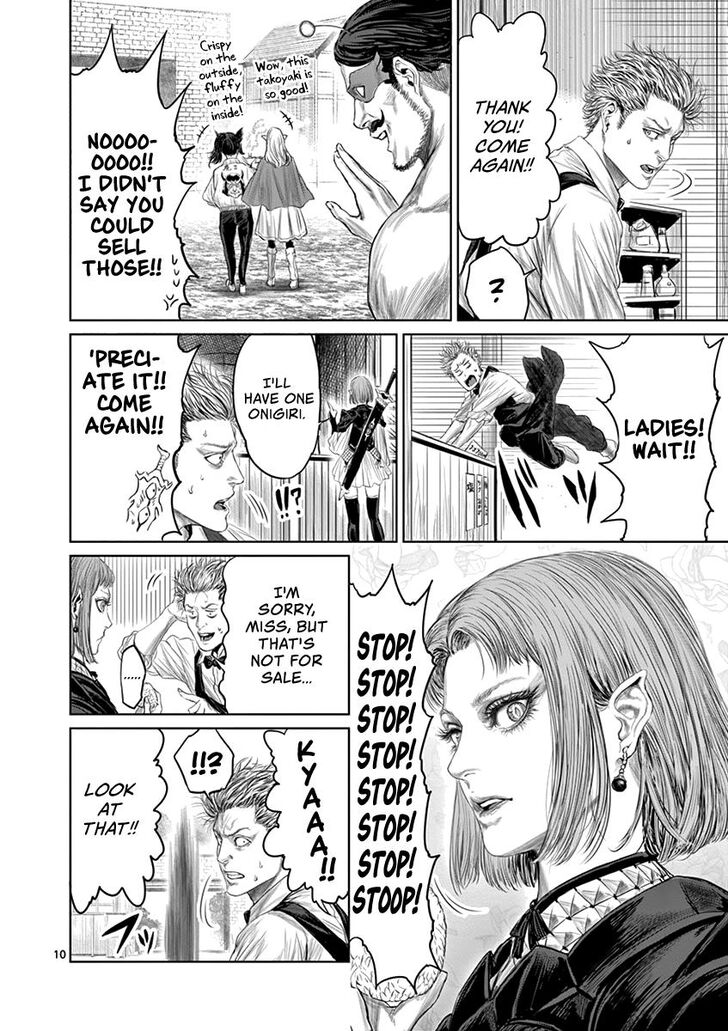 THANK
YOU! COME
AGAIN!!
?
Wow, this
takoyaki is
so good!
Crispy
on the
outside,
fluffy
on the
inside!
NOOOO-
OOOO!!
I DIDN'T
SAY YOU
COULD
SELL
THOSE!!
LADIES!
WAIT!!
I'LL
HAVE ONE
ONIGIRI.
!!?
'PRECI-
ATE IT!!
COME
AGAIN!!
STOP!
STOP!
STOP!
STOP!
STOP!
STOP!
STOP!
STOOP!
I'M
SORRY,
MISS, BUT
THAT'S
NOT FOR
SALE...
......
KYAAA!!
!!?
LOOK
AT
THAT!!
10